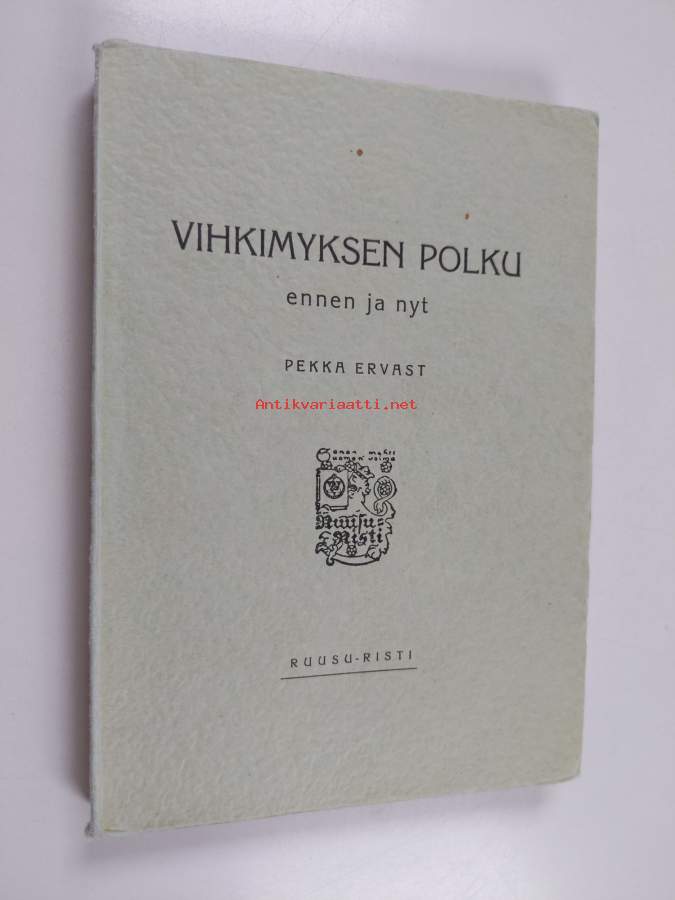 VIHKIMYKSEN POLKU
ennen ja nyt
PEKKA ERVAST
Antikvariaatti.net
Ruusu-
Risti
RUUSU-RISTI